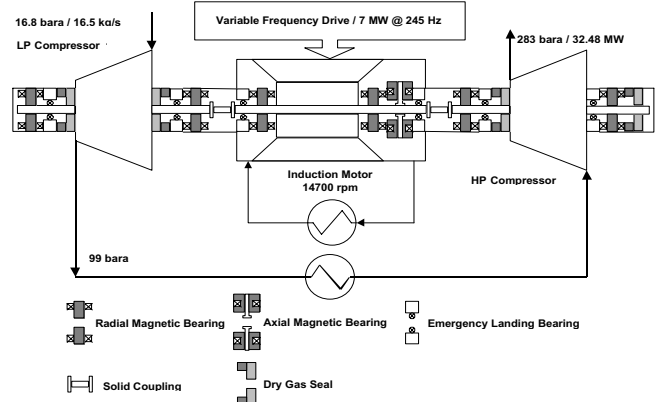 Variable Frequency Drive / 7 MW @ 245 Hz
16.8 bara / 16.5 kg/s
LP Compressor
283 bara / 32.48 MW
Induction Motor
14700 rpm
HP Compressor
99 bara
Radial Magnetic Bearing
Axial Magnetic Bearing
Emergency Landing Bearing
Solid Coupling
Dry Gas Seal